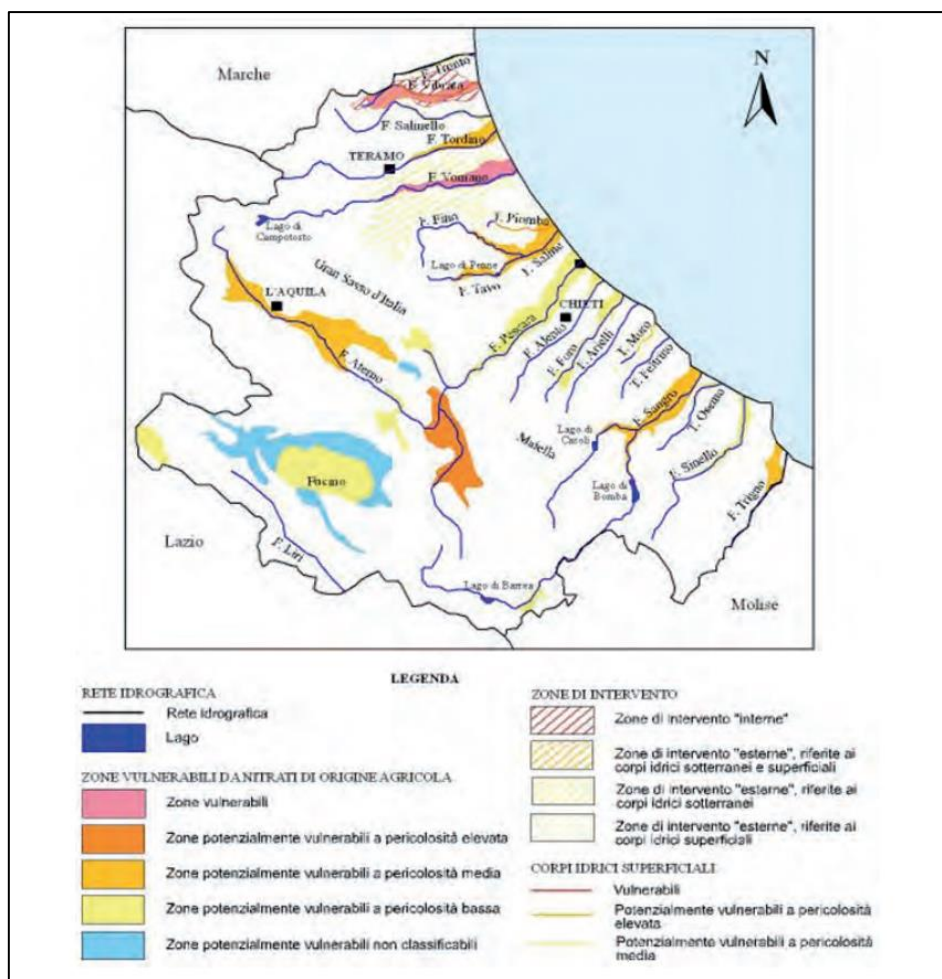 Marche
N
F. Tronto
F. Vibrata
F. Salinello
F. Tordino
TERAMO
F. Vomano
F. Fino
F. Piomba
Lago di
Campotosto
Lago di Penne
F. Saline
F. Tavo
Gran Sasso d'Italia
L'AQUILA
CHIETI
F. Pescara
F. Alento
F. Foro
T. Arielli
T. Moro
T. Feltrino
F. Aterno
F. Sangro
T. Osento
Lago di
Casoli
Majella
F. Sinello
Lago di
Bomba
Fucino
F. Trigno
Lazio
F. Liri
Lago di Barrea
Molise
LEGENDA
RETE IDROGRAFICA
Rete Idrografica
Lago
ZONE VULNERABILI DA NITRATI DI ORIGINE AGRICOLA
Zone vulnerabili
Zone potenzialmente vulnerabili a pericolosità elevata
Zone potenzialmente vulnerabili a pericolosità media
Zone potenzialmente vulnerabili a pericolosità bassa
Zone potenzialmente vulnerabili non classificabili
ZONE DI INTERVENTO
Zone di intervento "interne"
Zone di intervento "esterne", riferite ai
corpi idrici sotterranei e superficiali
Zone di intervento "esterne", riferite ai
corpi idrici sotterranei
Zone di intervento "esterne", riferite ai
corpi idrici superficiali
CORPI IDRICI SUPERFICIALI
Vulnerabili
Potenzialmente vulnerabili a pericolosità
elevata
Potenzialmente vulnerabili a pericolosità
media